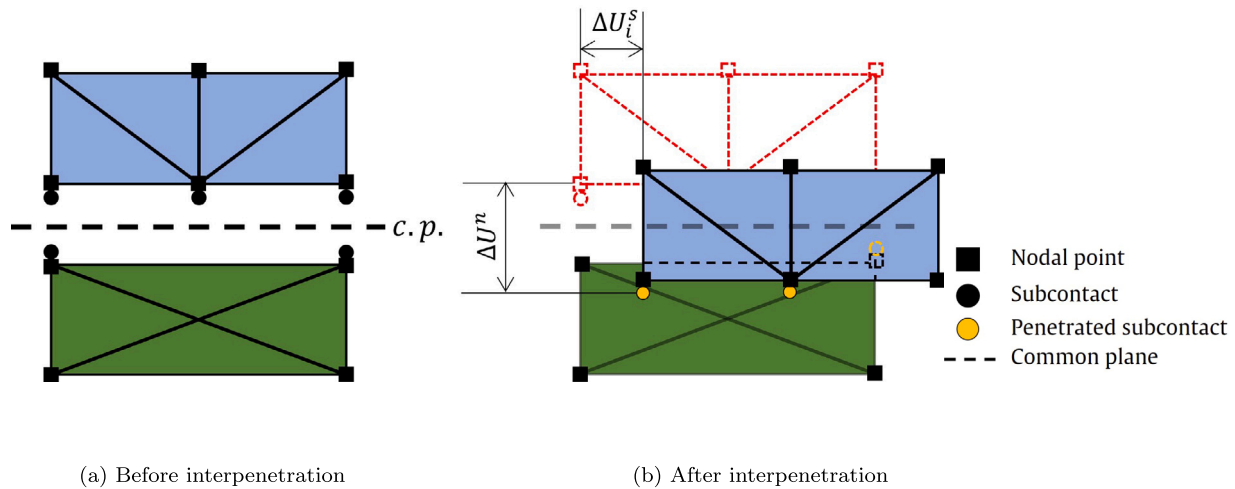 ΔU_i^s
c.p.
ΔU^n
Nodal point
Subcontact
Penetrated subcontact
Common plane
(a) Before interpenetration
(b) After interpenetration